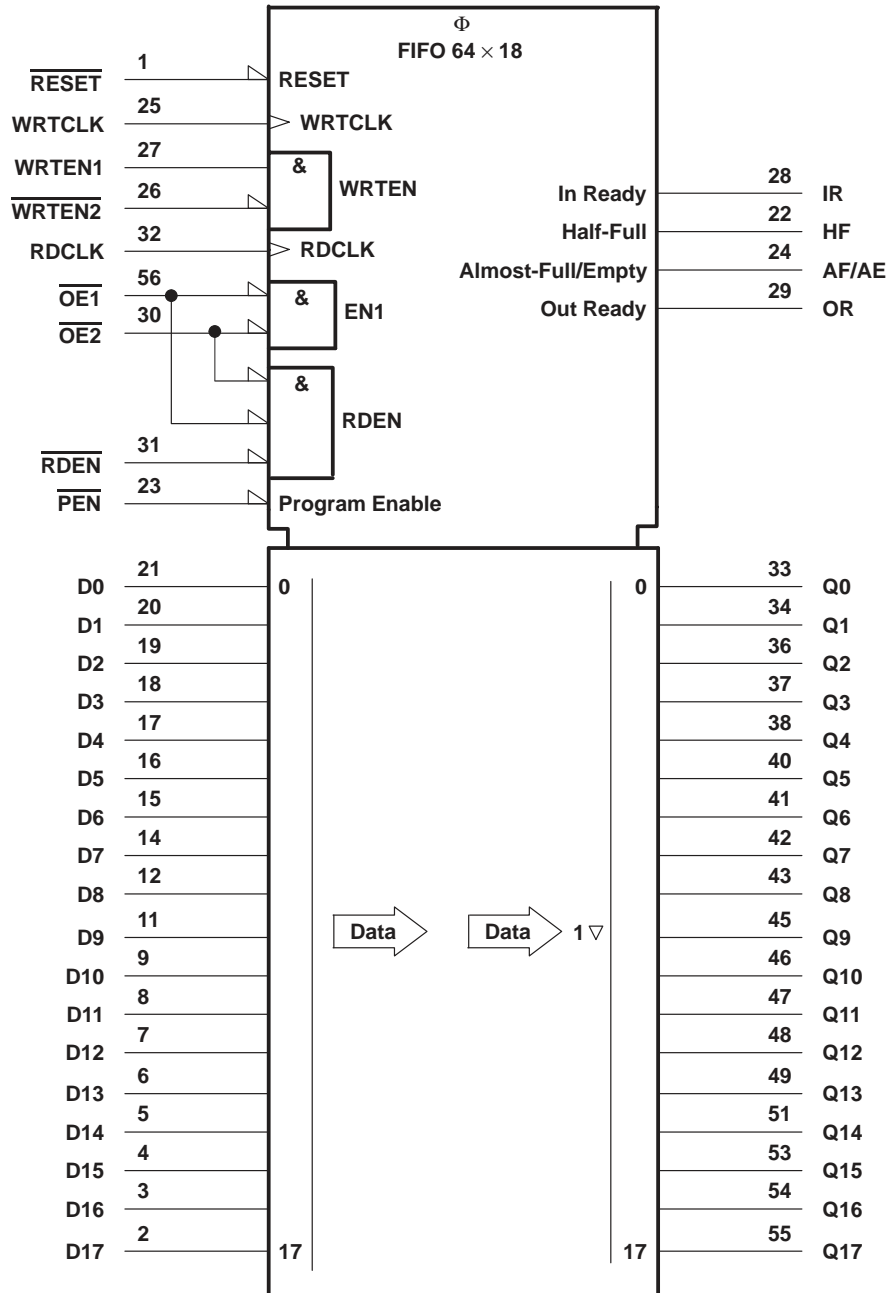 Φ
FIFO 64 × 18
RESET 1 RESET
WRTCLK 25 WRTCLK
WRTEN1 27 &
WRTEN
WRTEN2 26
RDCLK 32 RDCLK
OE1 56 &
EN1
OE2 30
&
RDEN
RDEN 31
PEN 23 Program Enable
In Ready 28 IR
Half-Full 22 HF
Almost-Full/Empty 24 AF/AE
Out Ready 29 OR
D0 21 0 0 33 Q0
D1 20 34 Q1
D2 19 36 Q2
D3 18 37 Q3
D4 17 38 Q4
D5 16 40 Q5
D6 15 41 Q6
D7 14 42 Q7
D8 12 43 Q8
D9 11 Data Data 1 ▽ 45 Q9
D10 9 46 Q10
D11 8 47 Q11
D12 7 48 Q12
D13 6 49 Q13
D14 5 51 Q14
D15 4 53 Q15
D16 3 54 Q16
D17 2 17 17 55 Q17